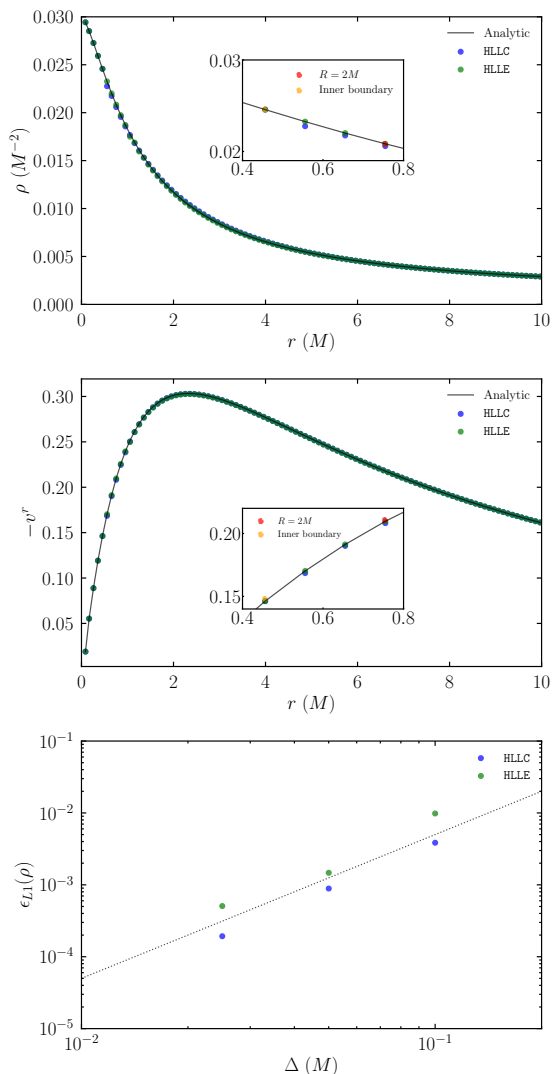 0.030
0.025
0.020
0.015
0.010
0.005
0.000
ρ (M⁻²)
Analytic
HLLC
HLLE
0.03
0.02
R = 2M
Inner boundary
0.4 0.6 0.8
0 2 4 6 8 10
r (M)
0.30
0.25
0.20
0.15
0.10
0.05
−vʳ
Analytic
HLLC
HLLE
0.20
0.15
R = 2M
Inner boundary
0.4 0.6 0.8
0 2 4 6 8 10
r (M)
10⁻¹
10⁻²
10⁻³
10⁻⁴
10⁻⁵
ϵ_{L1}(ρ)
HLLC
HLLE
10⁻² 10⁻¹
Δ (M)